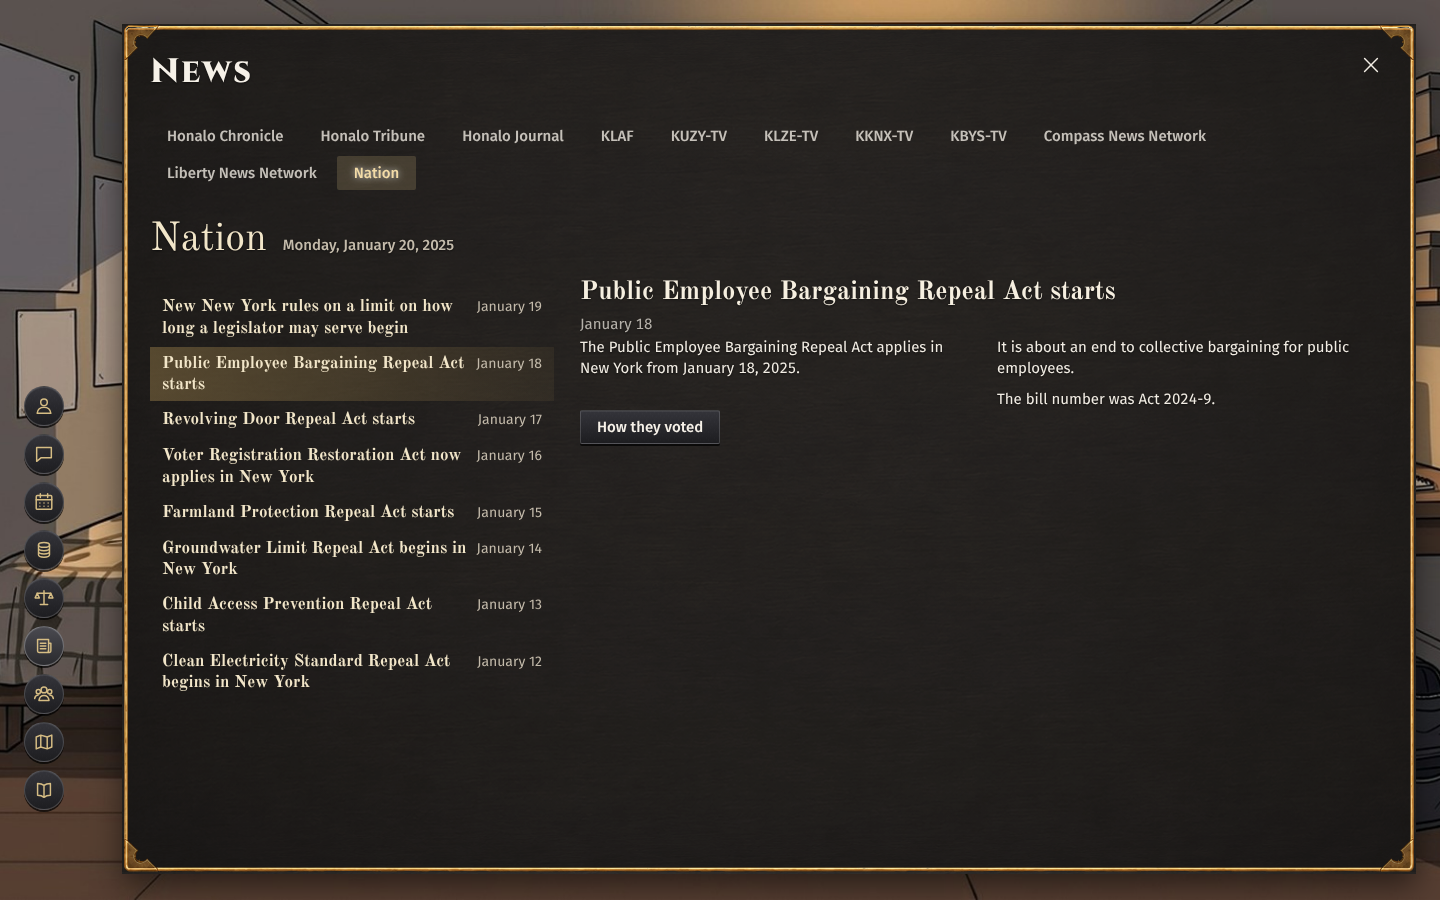 News
Honalo Chronicle
Honalo Tribune
Honalo Journal
KLAF
KUZY-TV
KLZE-TV
KKNX-TV
KBYS-TV
Compass News Network
Liberty News Network
Nation
Nation
Monday, January 20, 2025
New New York rules on a limit on how
long a legislator may serve begin
January 19
Public Employee Bargaining Repeal Act
starts
January 18
Revolving Door Repeal Act starts
January 17
Voter Registration Restoration Act now
applies in New York
January 16
Farmland Protection Repeal Act starts
January 15
Groundwater Limit Repeal Act begins in
New York
January 14
Child Access Prevention Repeal Act
starts
January 13
Clean Electricity Standard Repeal Act
begins in New York
January 12
Public Employee Bargaining Repeal Act starts
January 18
The Public Employee Bargaining Repeal Act applies in
New York from January 18, 2025.
It is about an end to collective bargaining for public
employees.
The bill number was Act 2024-9.
How they voted